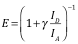 E = (1 + γ I_D / I_A)^{-1}